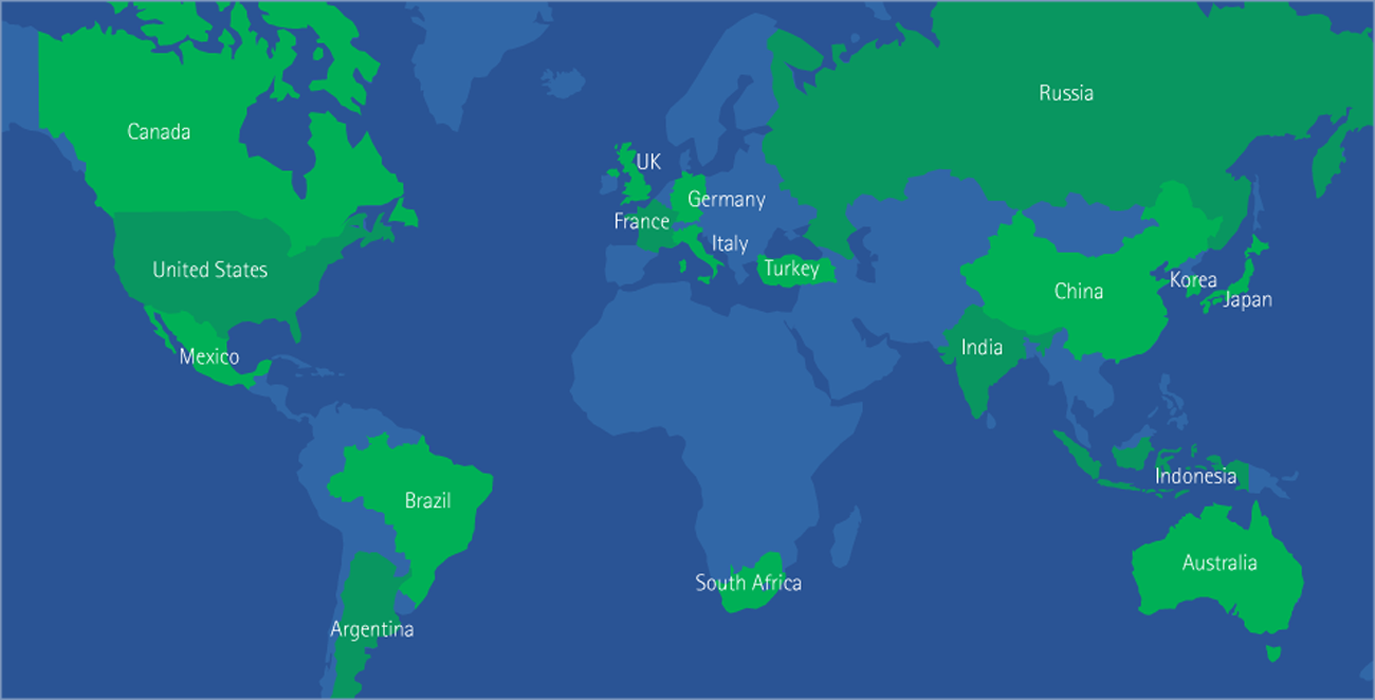 Russia
Canada
UK
Germany
France
Italy
United States
Turkey
Korea
China
Japan
India
Mexico
Indonesia
Brazil
Australia
South Africa
Argentina